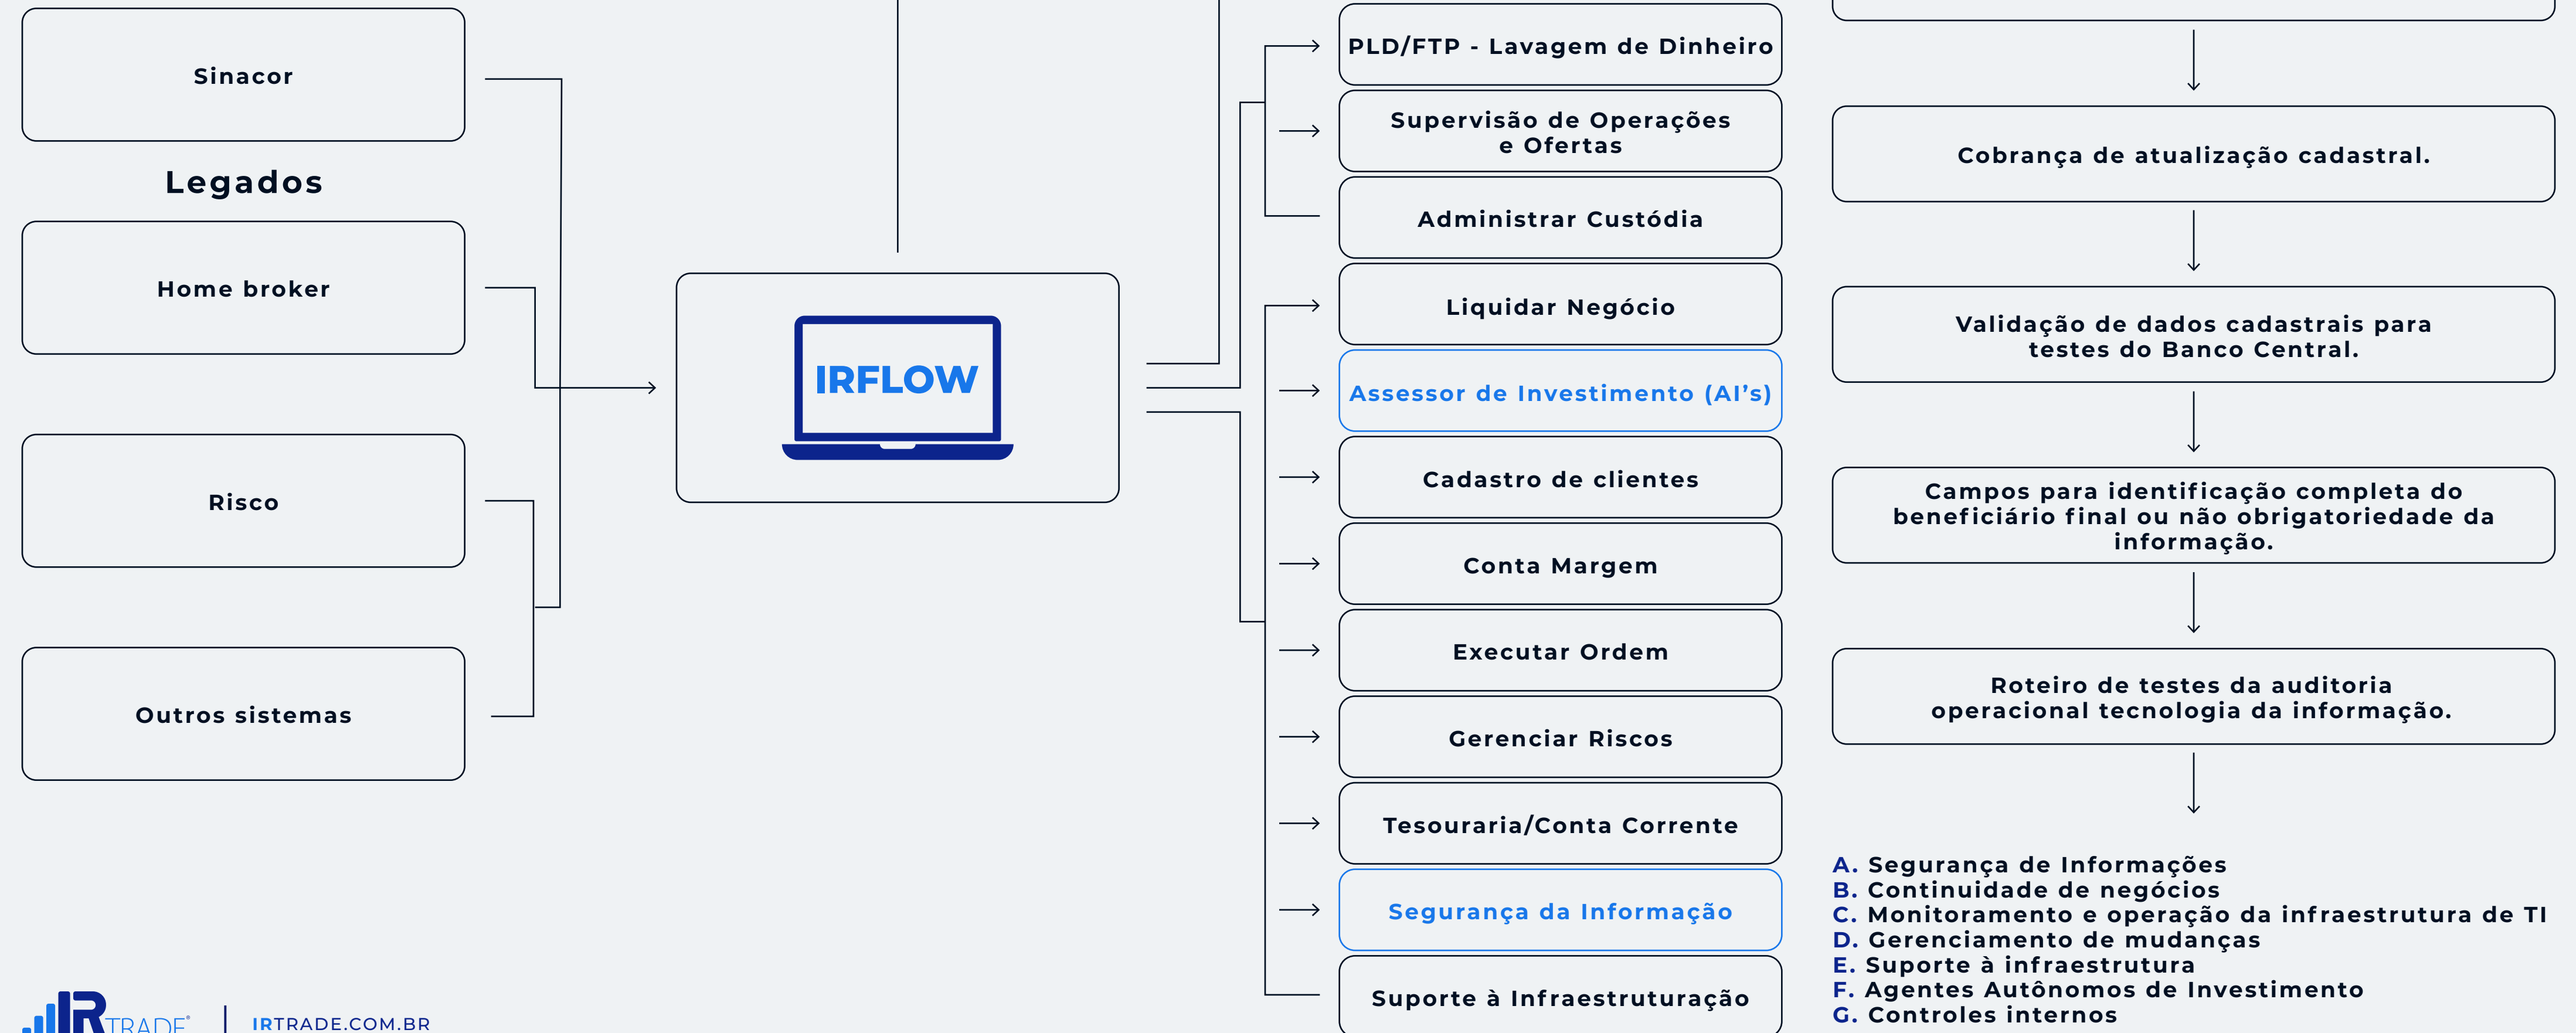 Sinacor
Legados
Home broker
Risco
Outros sistemas
IRFLOW
PLD/FTP - Lavagem de Dinheiro
Supervisão de Operações
e Ofertas
Administrar Custódia
Liquidar Negócio
Assessor de Investimento (AI’s)
Cadastro de clientes
Conta Margem
Executar Ordem
Gerenciar Riscos
Tesouraria/Conta Corrente
Segurança da Informação
Suporte à Infraestruturação
Cobrança de atualização cadastral.
Validação de dados cadastrais para
testes do Banco Central.
Campos para identificação completa do
beneficiário final ou não obrigatoriedade da
informação.
Roteiro de testes da auditoria
operacional tecnologia da informação.
A. Segurança de Informações
B. Continuidade de negócios
C. Monitoramento e operação da infraestrutura de TI
D. Gerenciamento de mudanças
E. Suporte à infraestrutura
F. Agentes Autônomos de Investimento
G. Controles internos
IR TRADE®
IRTRADE.COM.BR